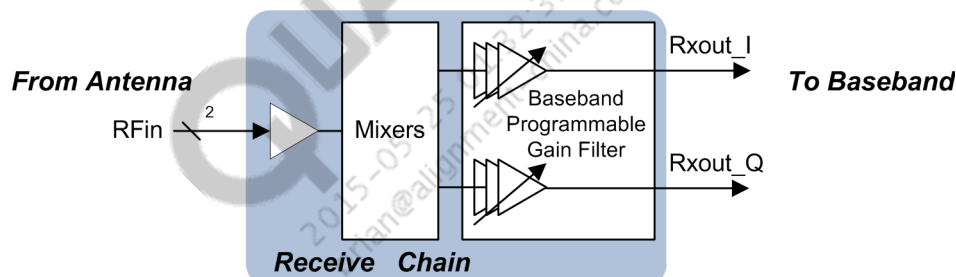 Rxout_I
From Antenna
To Baseband
RFin
2
Mixers
Baseband
Programmable
Gain Filter
Rxout_Q
Receive Chain